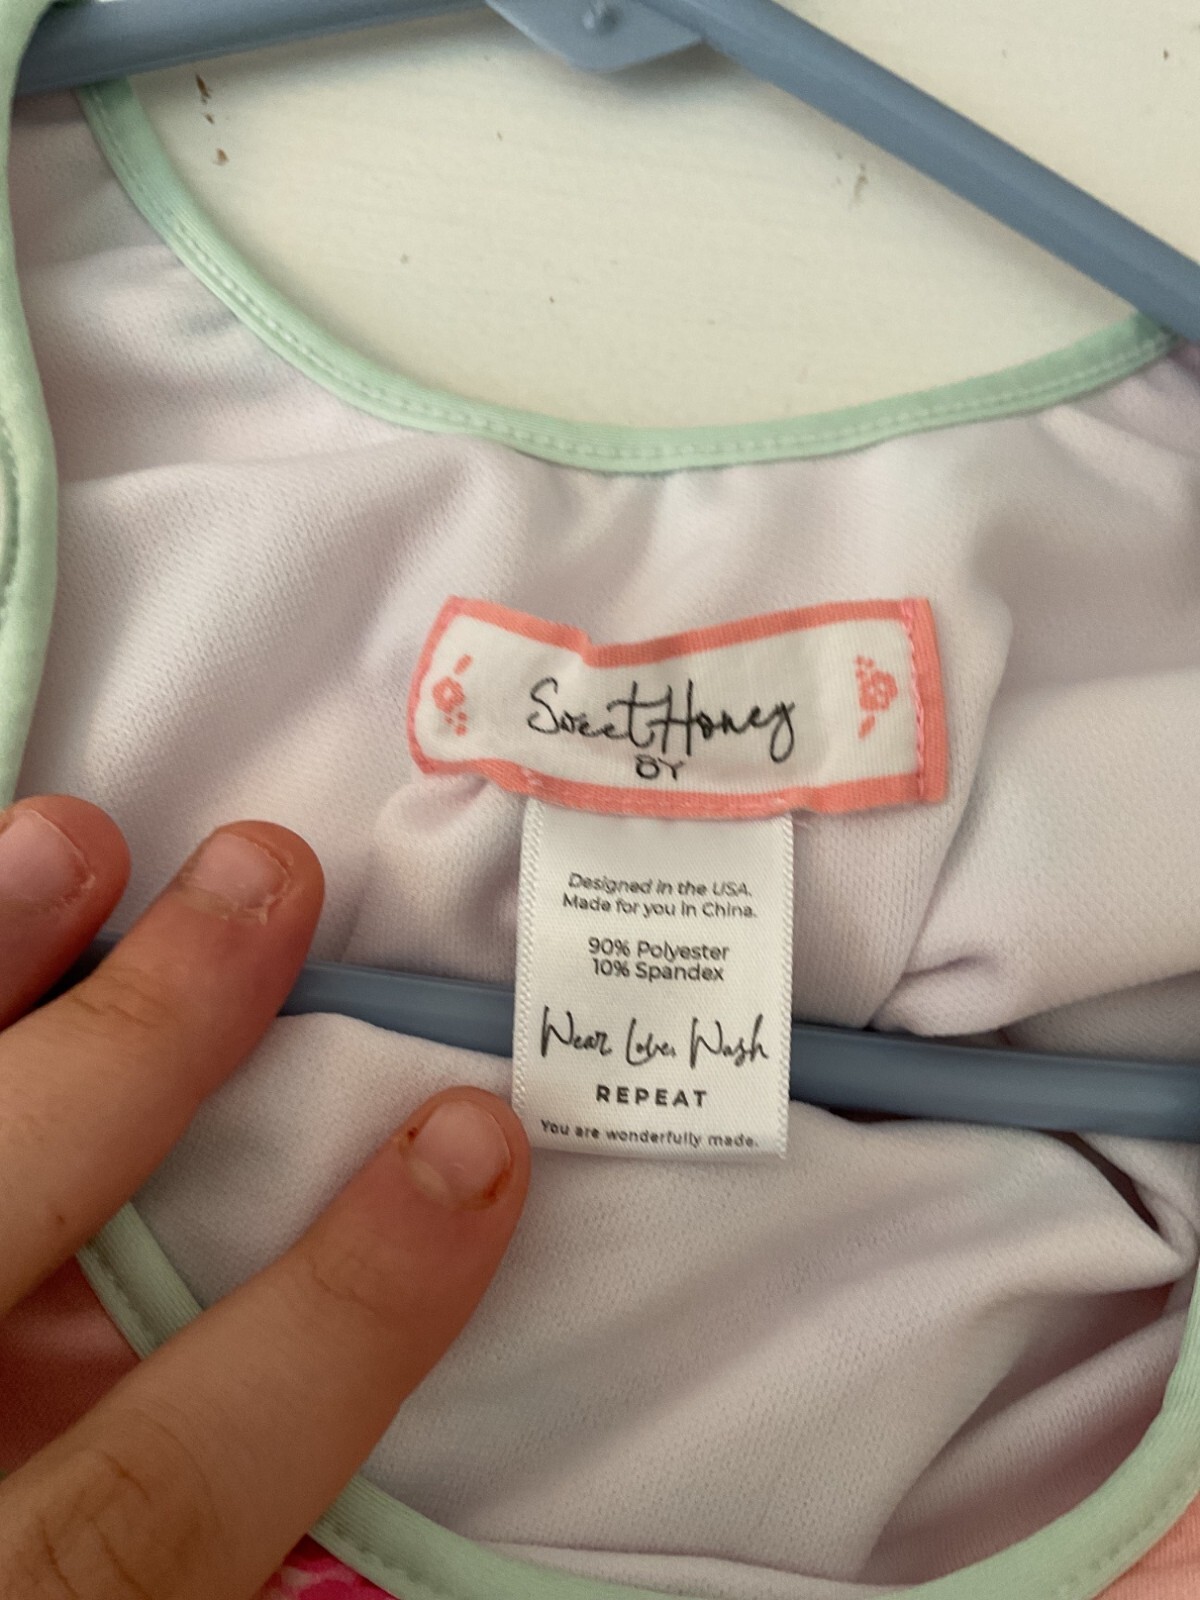 Sweet Honey
8Y
Designed in the USA.
Made for you in China.
90% Polyester
10% Spandex
Wear, Love, Wash
REPEAT
You are wonderfully made.